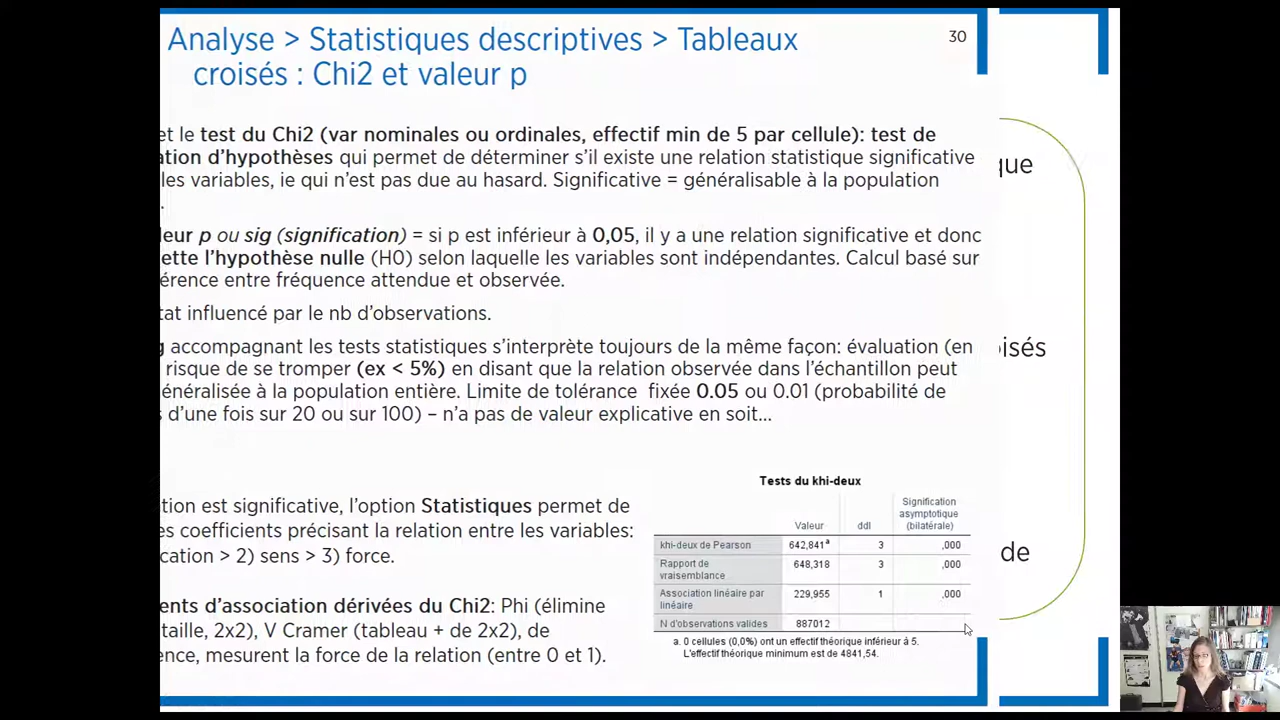 Analyse > Statistiques descriptives > Tableaux
30
croisés : Chi2 et valeur p
et le test du Chi2 (var nominales ou ordinales, effectif min de 5 par cellule): test de
ation d’hypothèses qui permet de déterminer s’il existe une relation statistique significative
les variables, ie qui n’est pas due au hasard. Significative = généralisable à la population
.
leur p ou sig (signification) = si p est inférieur à 0,05, il y a une relation significative et donc
ette l’hypothèse nulle (H0) selon laquelle les variables sont indépendantes. Calcul basé sur
érence entre fréquence attendue et observée.
tat influencé par le nb d’observations.
g accompagnant les tests statistiques s’interprète toujours de la même façon: évaluation (en
risque de se tromper (ex < 5%) en disant que la relation observée dans l’échantillon peut
énéralisée à la population entière. Limite de tolérance fixée 0.05 ou 0.01 (probabilité de
s d’une fois sur 20 ou sur 100) – n’a pas de valeur explicative en soit...
tion est significative, l’option Statistiques permet de
es coefficients précisant la relation entre les variables:
cation > 2) sens > 3) force.
ents d’association dérivées du Chi2: Phi (élimine
taille, 2x2), V Cramer (tableau + de 2x2), de
ence, mesurent la force de la relation (entre 0 et 1).
Tests du khi-deux
Valeur ddl Signification asymptotique (bilatérale)
khi-deux de Pearson 642,841a 3 ,000
Rapport de vraisemblance 648,318 3 ,000
Association linéaire par linéaire 229,955 1 ,000
N d’observations valides 887012
a. 0 cellules (0,0%) ont un effectif théorique inférieur à 5.
L’effectif théorique minimum est de 4841,54.
que
oisés
de